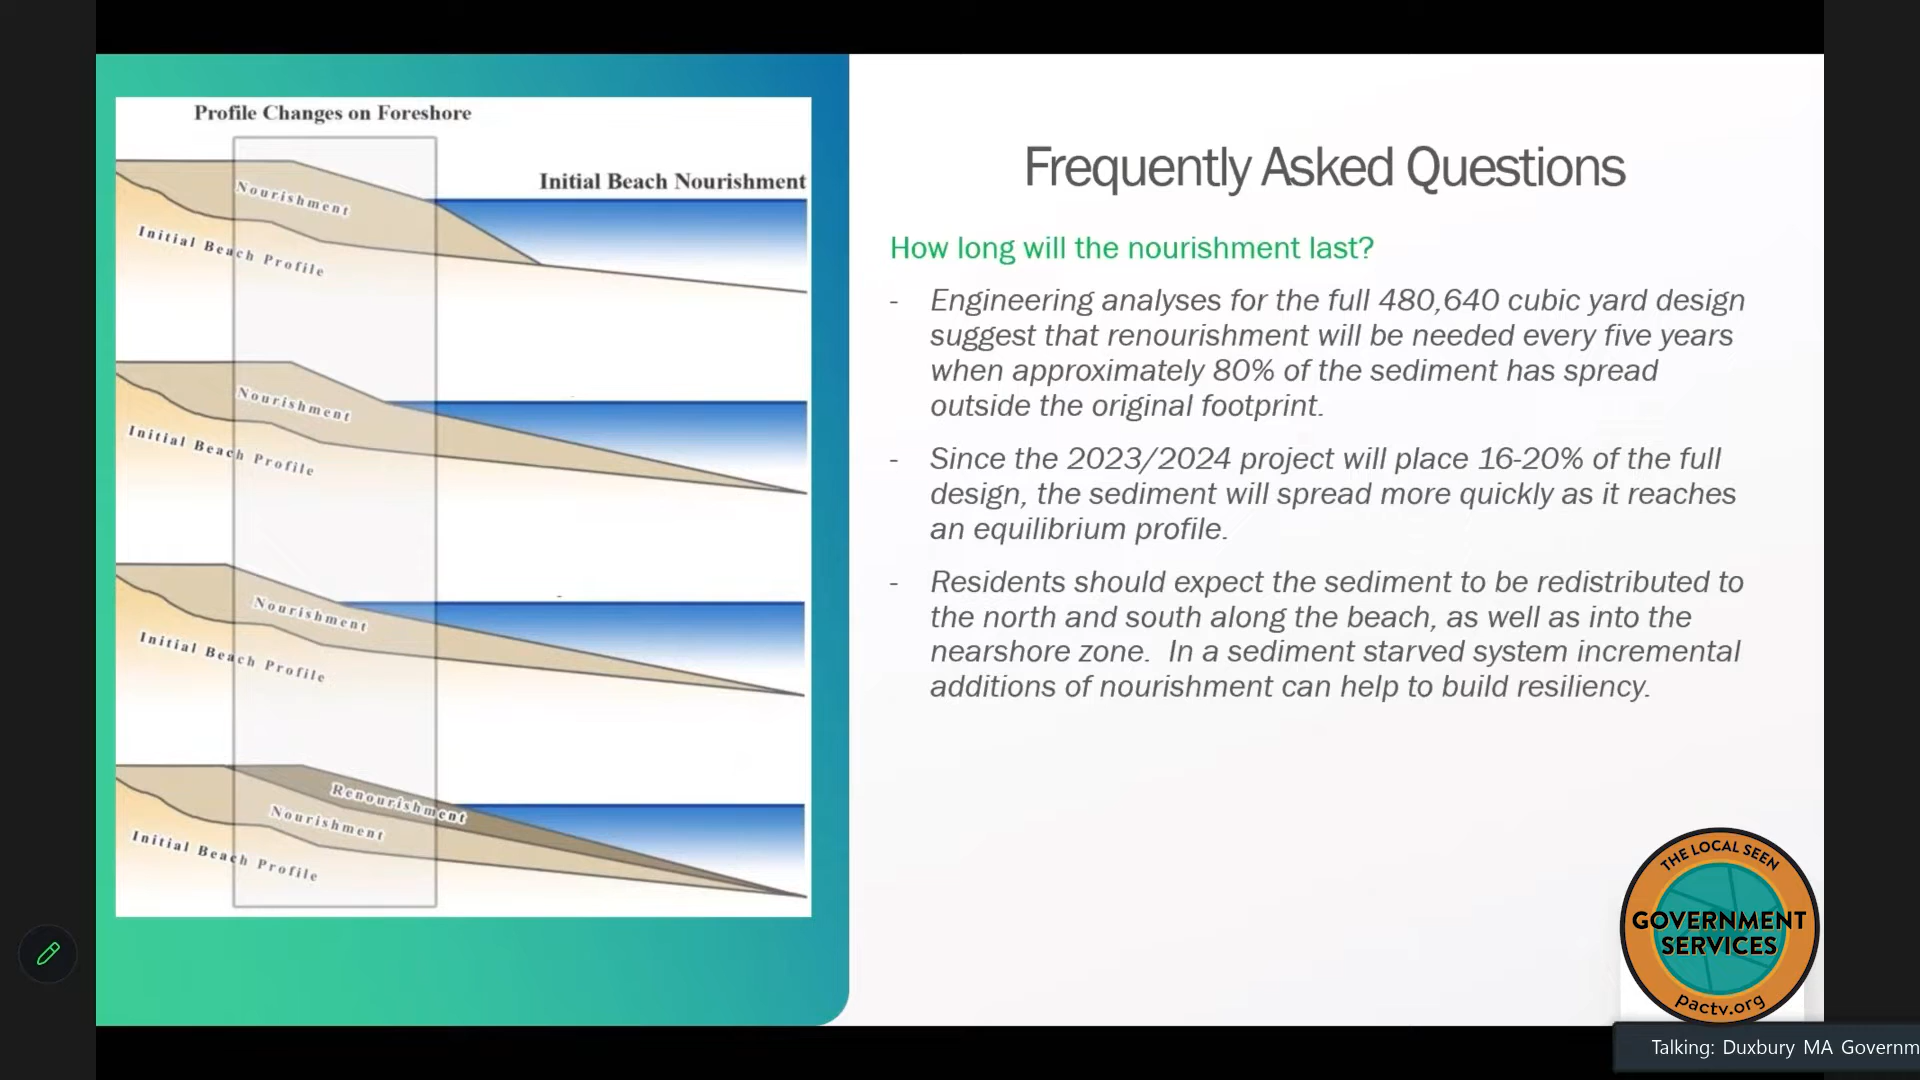 Profile Changes on Foreshore
Initial Beach Nourishment
Nourishment
Initial Beach Profile
Nourishment
Initial Beach Profile
Nourishment
Initial Beach Profile
Renourishment
Nourishment
Initial Beach Profile
Frequently Asked Questions
How long will the nourishment last?
- Engineering analyses for the full 480,640 cubic yard design
suggest that renourishment will be needed every five years
when approximately 80% of the sediment has spread
outside the original footprint.
- Since the 2023/2024 project will place 16-20% of the full
design, the sediment will spread more quickly as it reaches
an equilibrium profile.
- Residents should expect the sediment to be redistributed to
the north and south along the beach, as well as into the
nearshore zone. In a sediment starved system incremental
additions of nourishment can help to build resiliency.
THE LOCAL SEEN
GOVERNMENT
SERVICES
pactv.org
Talking: Duxbury MA Governm